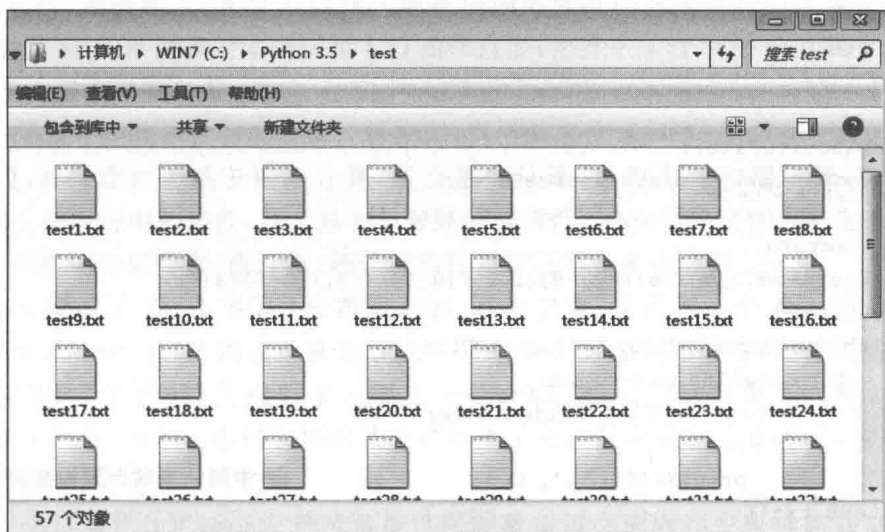 计算机 WIN7 (C:) Python 3.5 test 搜索 test
编辑(E) 查看(V) 工具(T) 帮助(H)
包含到库中 共享 新建文件夹
test1.txt test2.txt test3.txt test4.txt test5.txt test6.txt test7.txt test8.txt
test9.txt test10.txt test11.txt test12.txt test13.txt test14.txt test15.txt test16.txt
test17.txt test18.txt test19.txt test20.txt test21.txt test22.txt test23.txt test24.txt
57 个对象